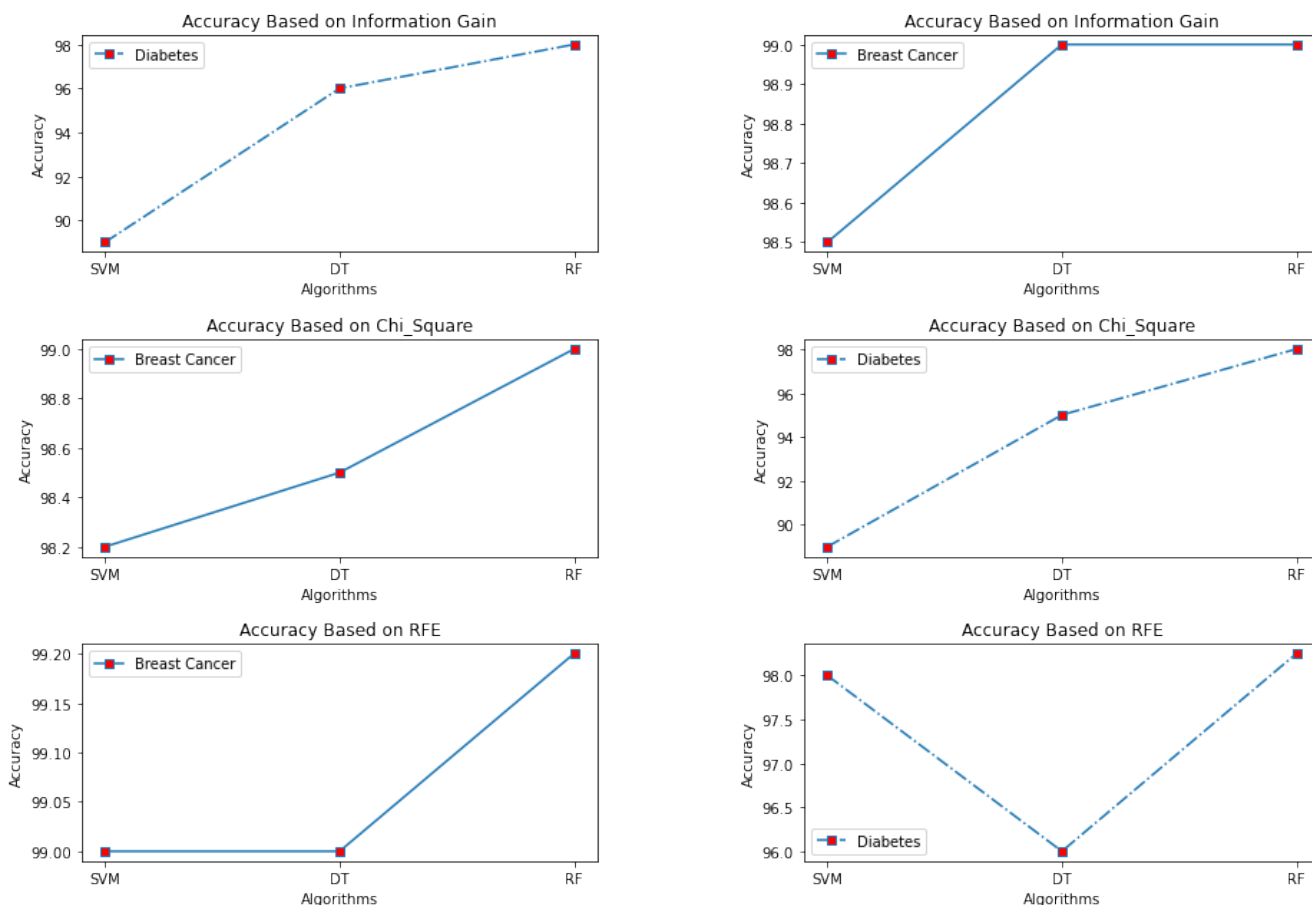 Accuracy Based on Information Gain
Diabetes
98
96
94
92
90
Accuracy
SVM
DT
RF
Algorithms
Accuracy Based on Information Gain
Breast Cancer
99.0
98.9
98.8
98.7
98.6
98.5
Accuracy
SVM
DT
RF
Algorithms
Accuracy Based on Chi_Square
Breast Cancer
99.0
98.8
98.6
98.4
98.2
Accuracy
SVM
DT
RF
Algorithms
Accuracy Based on Chi_Square
Diabetes
98
96
94
92
90
Accuracy
SVM
DT
RF
Algorithms
Accuracy Based on RFE
Breast Cancer
99.20
99.15
99.10
99.05
99.00
Accuracy
SVM
DT
RF
Algorithms
Accuracy Based on RFE
98.0
97.5
97.0
96.5
96.0
Accuracy
Diabetes
SVM
DT
RF
Algorithms